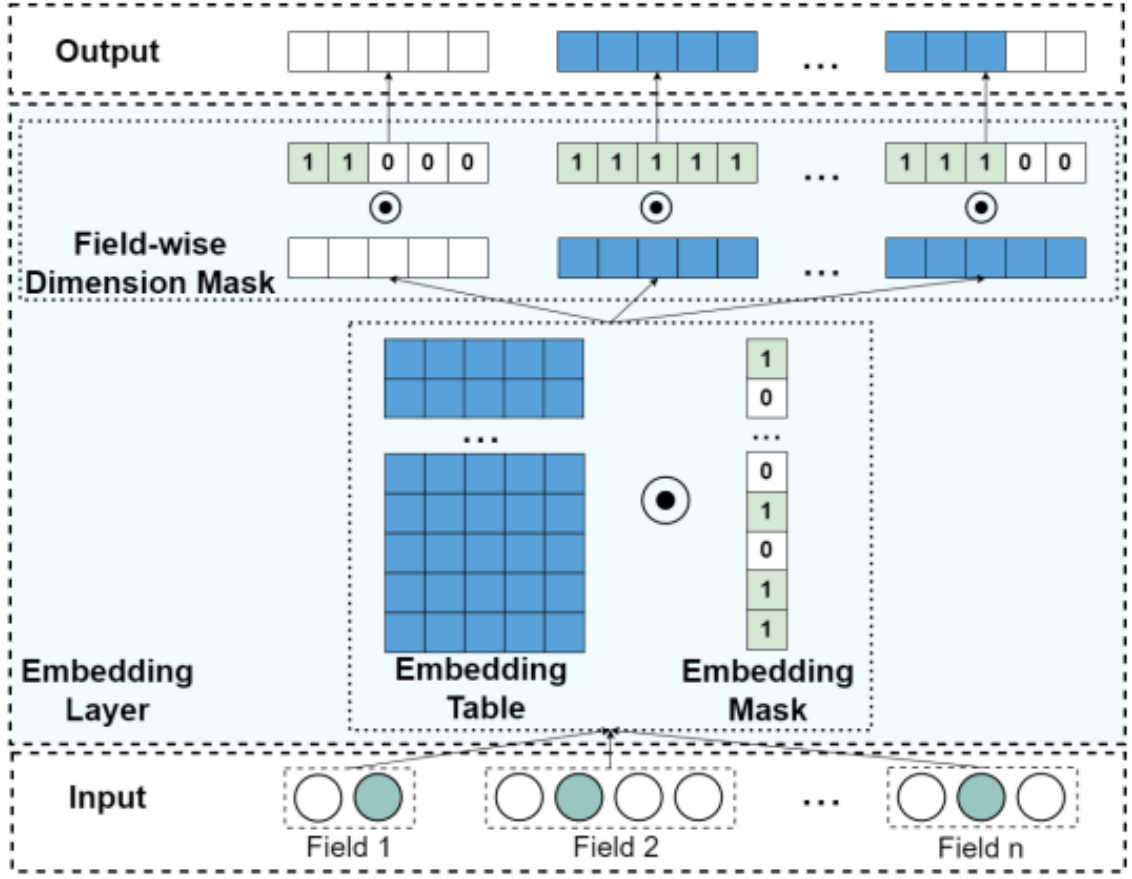 Output
...
1 1 0 0 0
1 1 1 1 1
...
1 1 1 0 0
Field-wise
Dimension Mask
...
1
0
...
...
0
1
0
1
1
Embedding
Layer
Embedding
Table
Embedding
Mask
Input
...
Field 1
Field 2
Field n